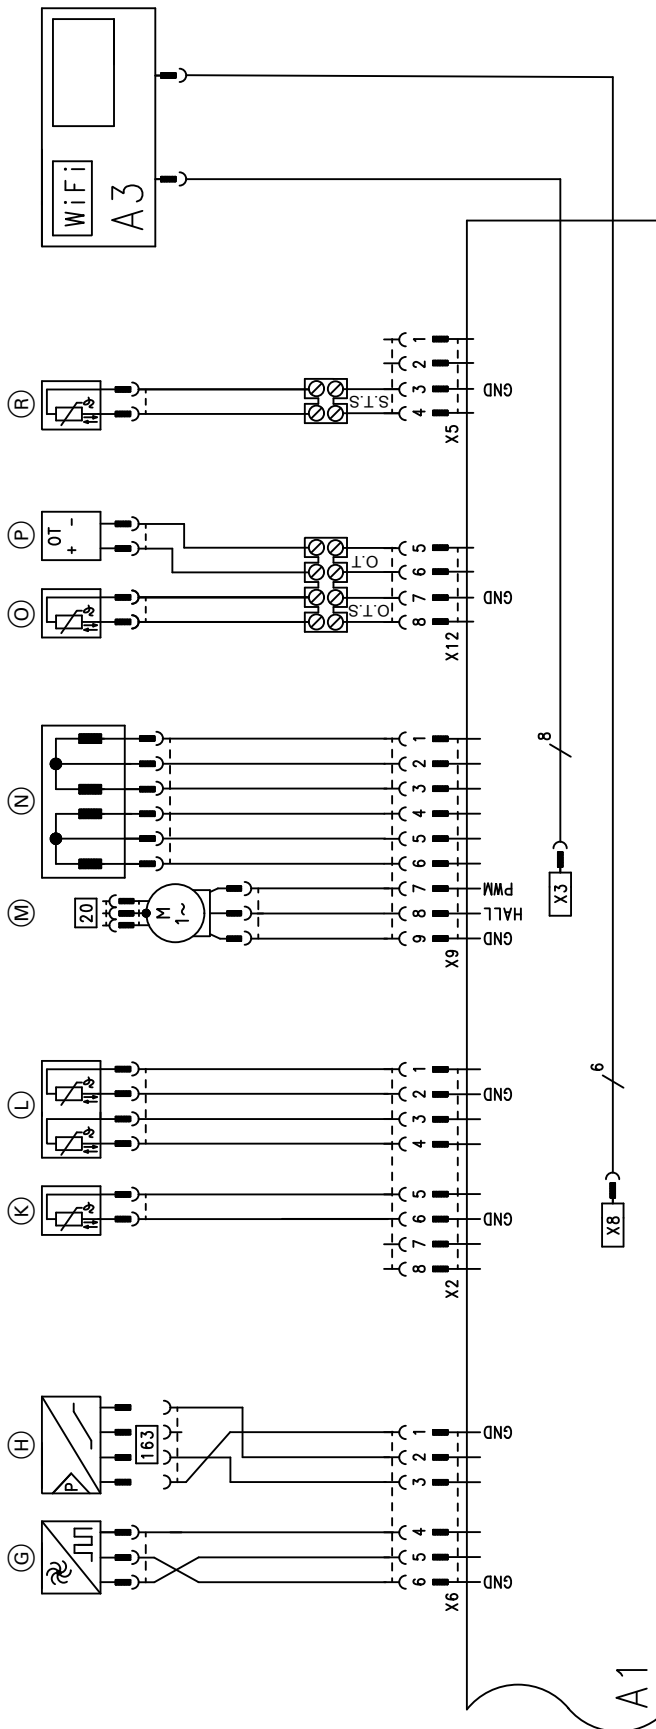 WiFi
A3
R
S.T.S
1
2
3
4
X5
GND
P
OT
+ -
O
O.T
O.T.S
5
6
7
8
X12
GND
N
M
20
M
1~
1
2
3
4
5
6
7
8
9
X9
PWM
HALL
GND
8
X3
L
K
1
2
3
4
5
6
7
8
X2
GND
GND
6
X8
H
P
163
G
1
2
3
4
5
6
X6
GND
GND
A1